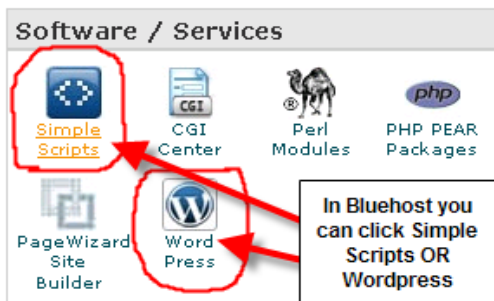 Software / Services
CGI
®
php
Simple
Scripts
CGI
Center
Perl
Modules
PHP PEAR
Packages
W
PageWizard
Site
Builder
Word
Press
In Bluehost you
can click Simple
Scripts OR
Wordpress